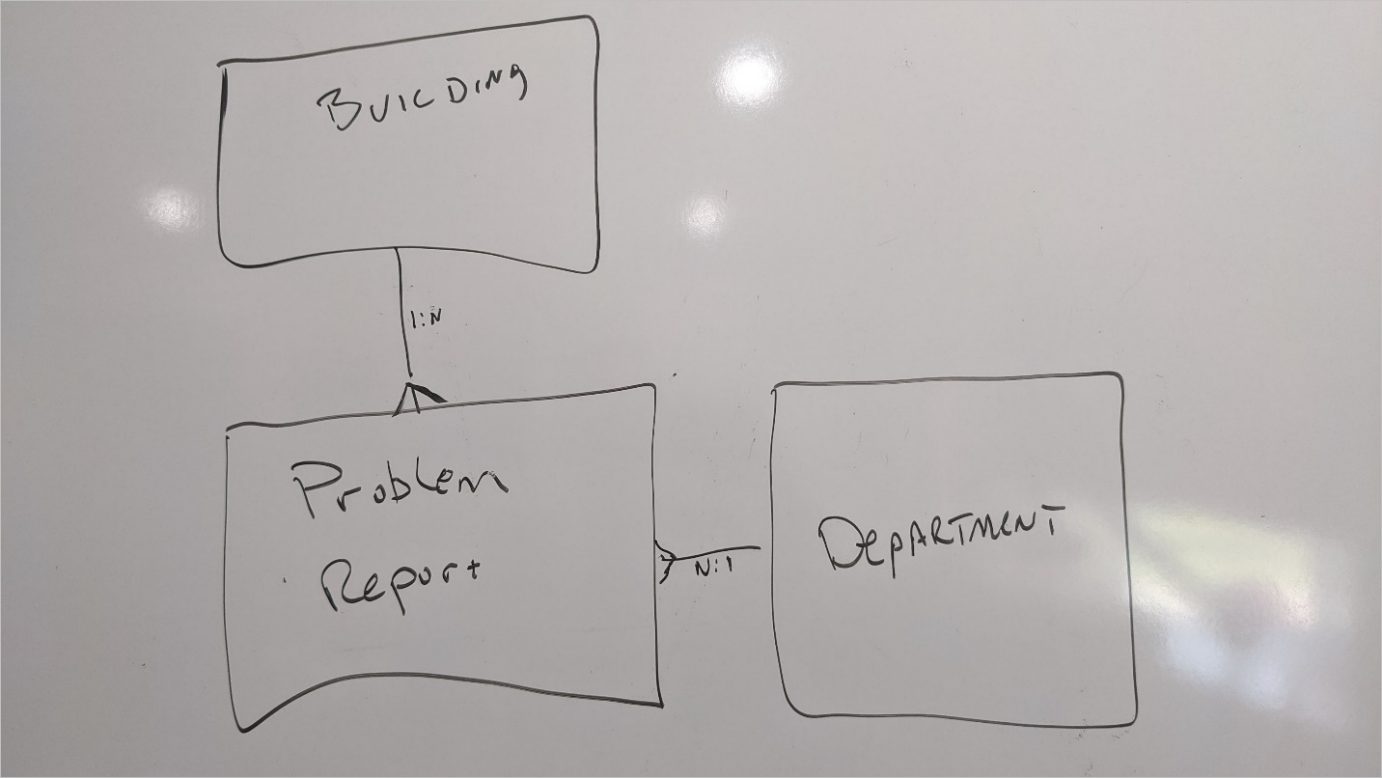 BUILDINg
1:N
Problem
Report
N:1
DepARTMENT